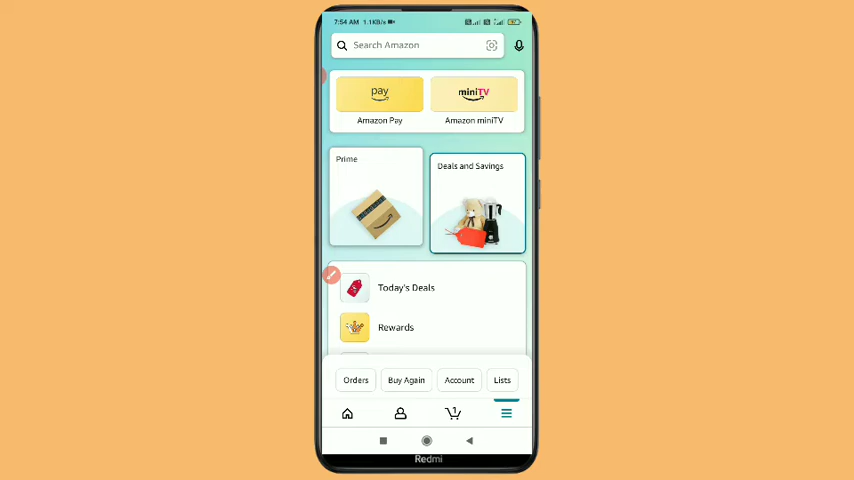 7:54 AM 1.1KB/s
Search Amazon
pay
miniTV
Amazon Pay
Amazon miniTV
Prime
Deals and Savings
Today's Deals
Rewards
Orders
Buy Again
Account
Lists
1
Redmi